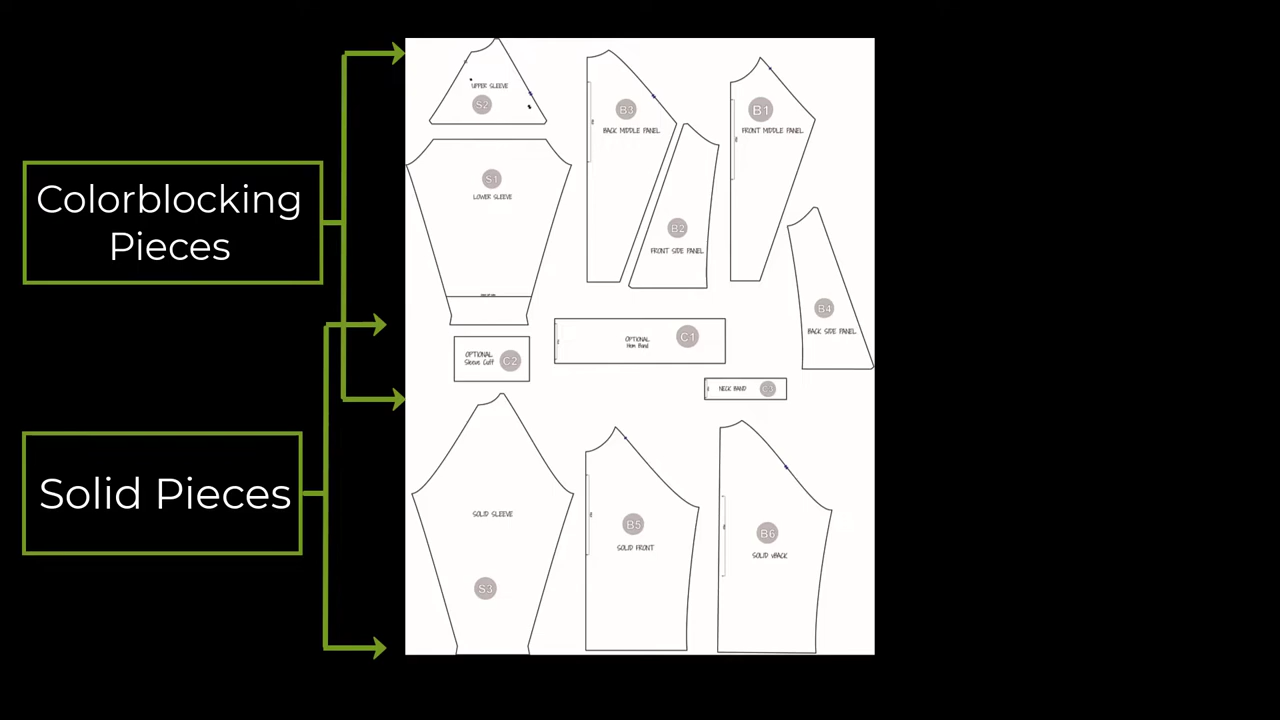 Colorblocking
Pieces
Solid Pieces
UPPER SLEEVE
S2
S1
LOWER SLEEVE
B3
BACK MIDDLE PANEL
B1
FRONT MIDDLE PANEL
B2
FRONT SIDE PANEL
B4
BACK SIDE PANEL
OPTIONAL
Sleeve Cuff
C2
OPTIONAL
Hem Band
C1
NECK BAND
SOLID SLEEVE
S3
B5
SOLID FRONT
B6
SOLID vBACK